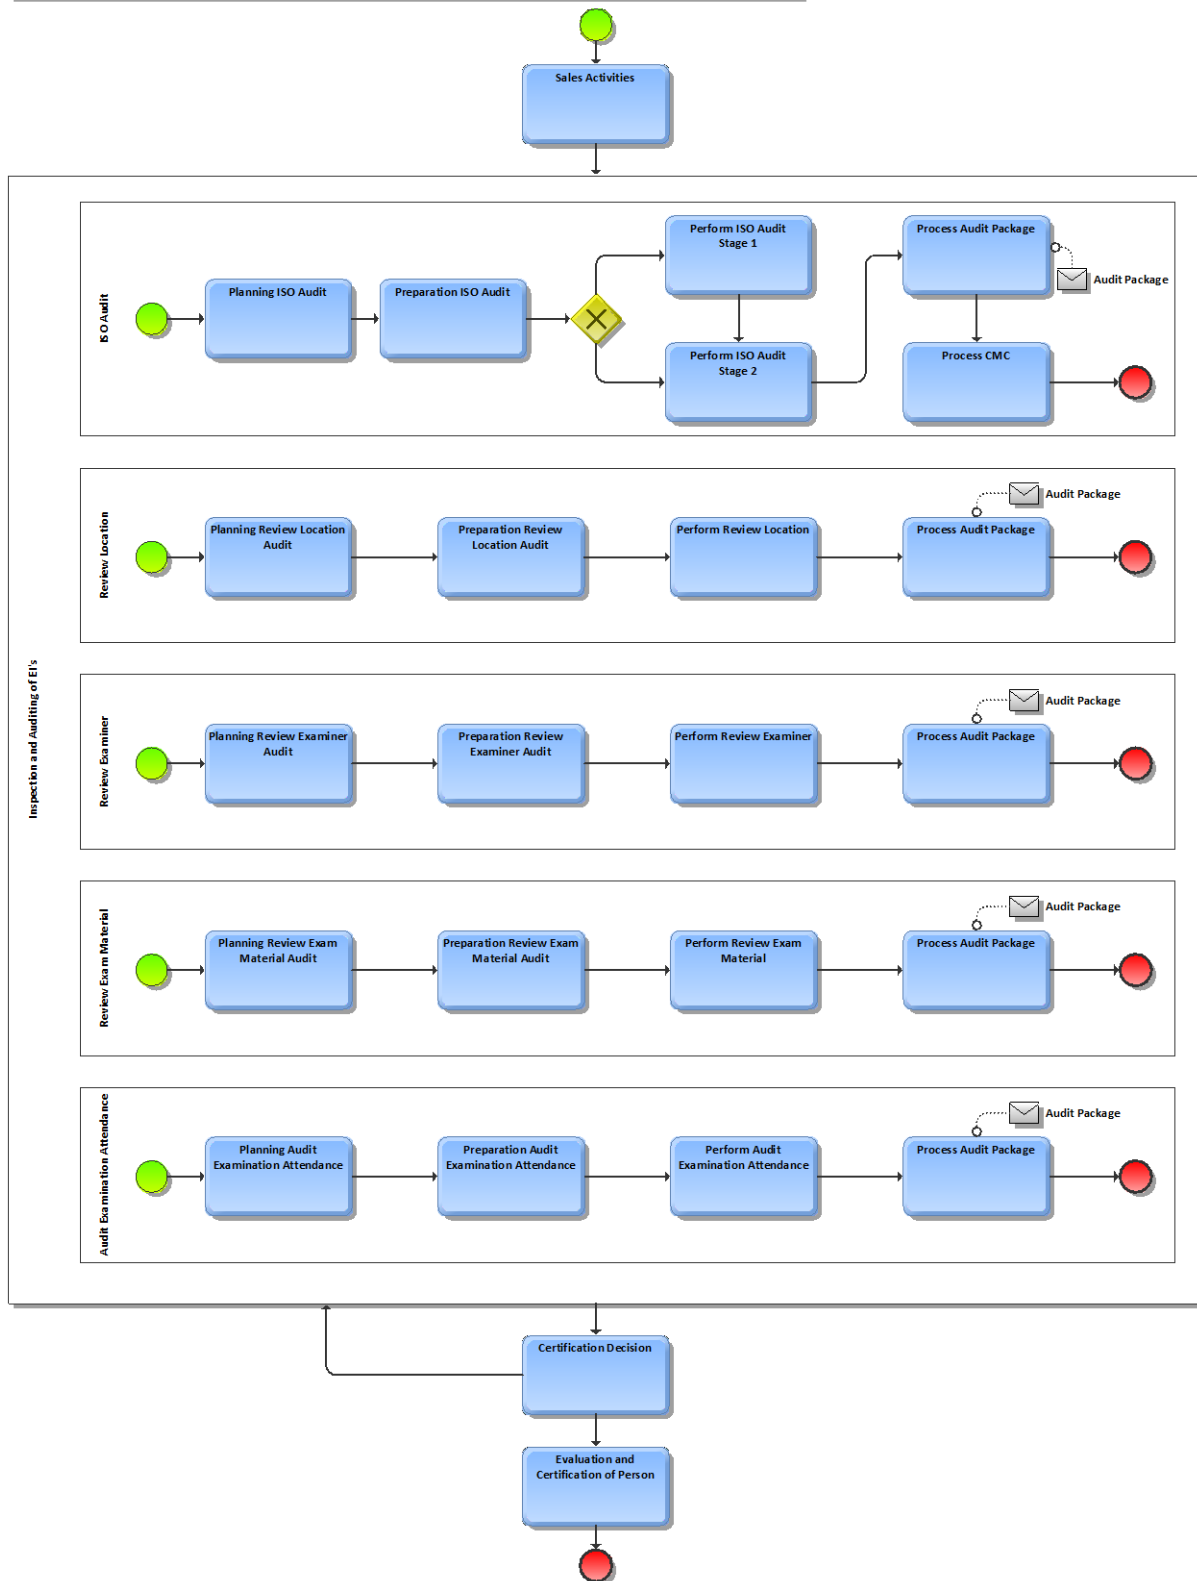 Sales Activities
Inspection and Auditing of EI's
ISO Audit
Planning ISO Audit
Preparation ISO Audit
Perform ISO Audit
Stage 1
Perform ISO Audit
Stage 2
Process Audit Package
Audit Package
Process CMC
Review Location
Planning Review Location
Audit
Preparation Review
Location Audit
Perform Review Location
Process Audit Package
Audit Package
Review Examiner
Planning Review Examiner
Audit
Preparation Review
Examiner Audit
Perform Review Examiner
Process Audit Package
Audit Package
Review Exam Material
Planning Review Exam
Material Audit
Preparation Review Exam
Material Audit
Perform Review Exam
Material
Process Audit Package
Audit Package
Audit Examination Attendance
Planning Audit
Examination Attendance
Preparation Audit
Examination Attendance
Perform Audit
Examination Attendance
Process Audit Package
Audit Package
Certification Decision
Evaluation and
Certification of Person